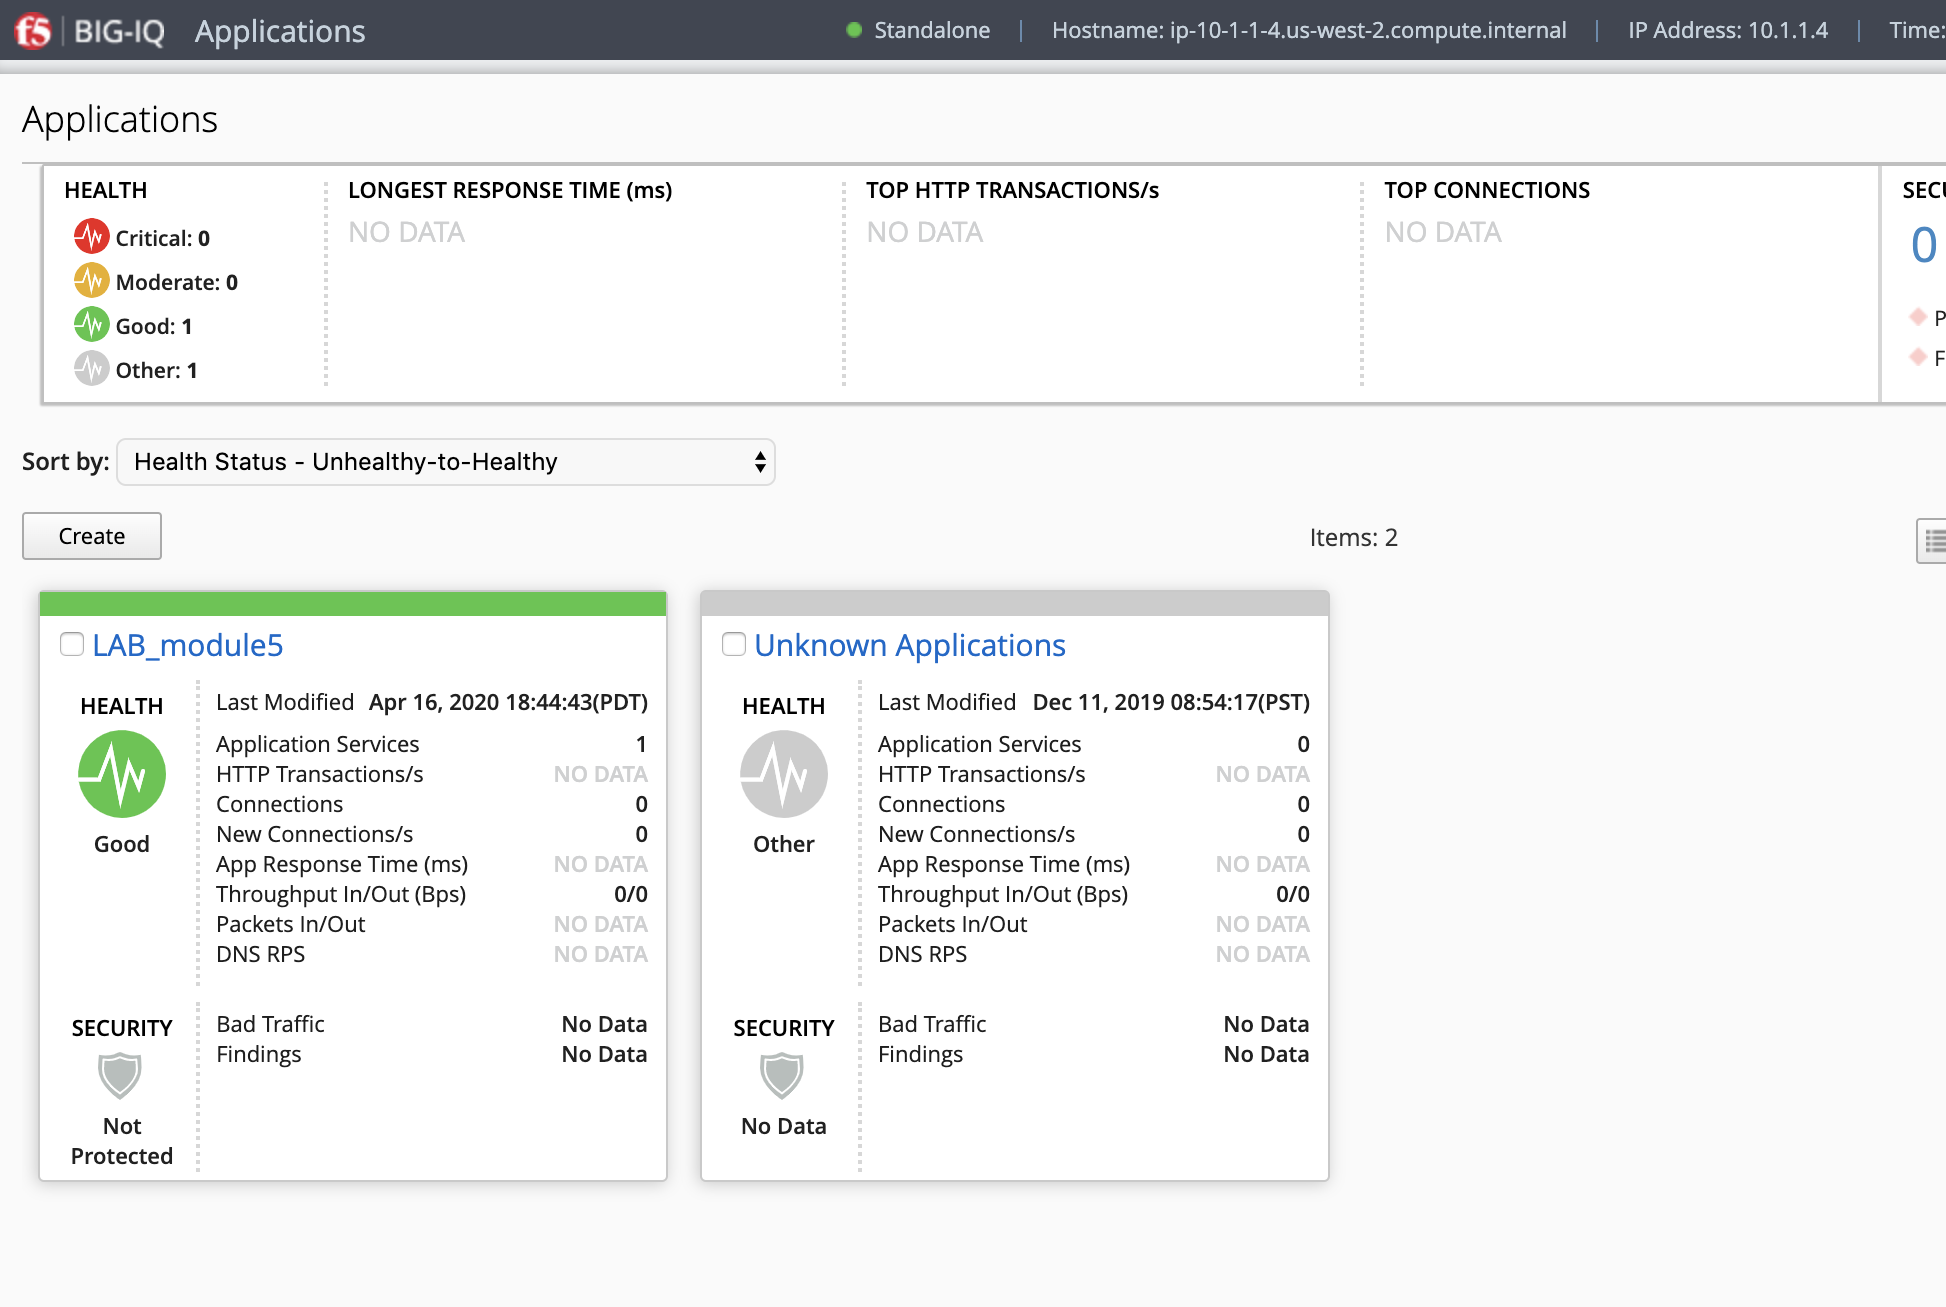 f5 BIG-IQ Applications Standalone Hostname: ip-10-1-1-4.us-west-2.compute.internal IP Address: 10.1.1.4 Time:
Applications
HEALTH
Critical: 0
Moderate: 0
Good: 1
Other: 1
LONGEST RESPONSE TIME (ms)
NO DATA
TOP HTTP TRANSACTIONS/s
NO DATA
TOP CONNECTIONS
NO DATA
0
P
F
Sort by: Health Status - Unhealthy-to-Healthy
Create
Items: 2
LAB_module5
HEALTH
Good
Last Modified Apr 16, 2020 18:44:43(PDT)
Application Services 1
HTTP Transactions/s NO DATA
Connections 0
New Connections/s 0
App Response Time (ms) NO DATA
Throughput In/Out (Bps) 0/0
Packets In/Out NO DATA
DNS RPS NO DATA
SECURITY
Not
Protected
Bad Traffic No Data
Findings No Data
Unknown Applications
HEALTH
Other
Last Modified Dec 11, 2019 08:54:17(PST)
Application Services 0
HTTP Transactions/s NO DATA
Connections 0
New Connections/s 0
App Response Time (ms) NO DATA
Throughput In/Out (Bps) 0/0
Packets In/Out NO DATA
DNS RPS NO DATA
SECURITY
No Data
Bad Traffic No Data
Findings No Data